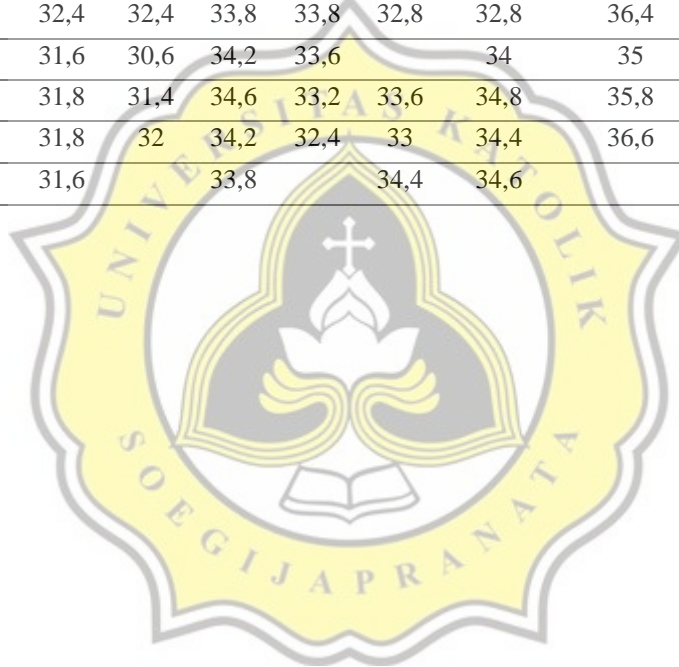 32,4 32,4 33,8 33,8 32,8 32,8 36,4
31,6 30,6 34,2 33,6 34 35
31,8 31,4 34,6 33,2 33,6 34,8 35,8
31,8 32 34,2 32,4 33 34,4 36,6
31,6 33,8 34,4 34,6
UNIVERSITAS KATOLIK
SOEGIJAPRANATA